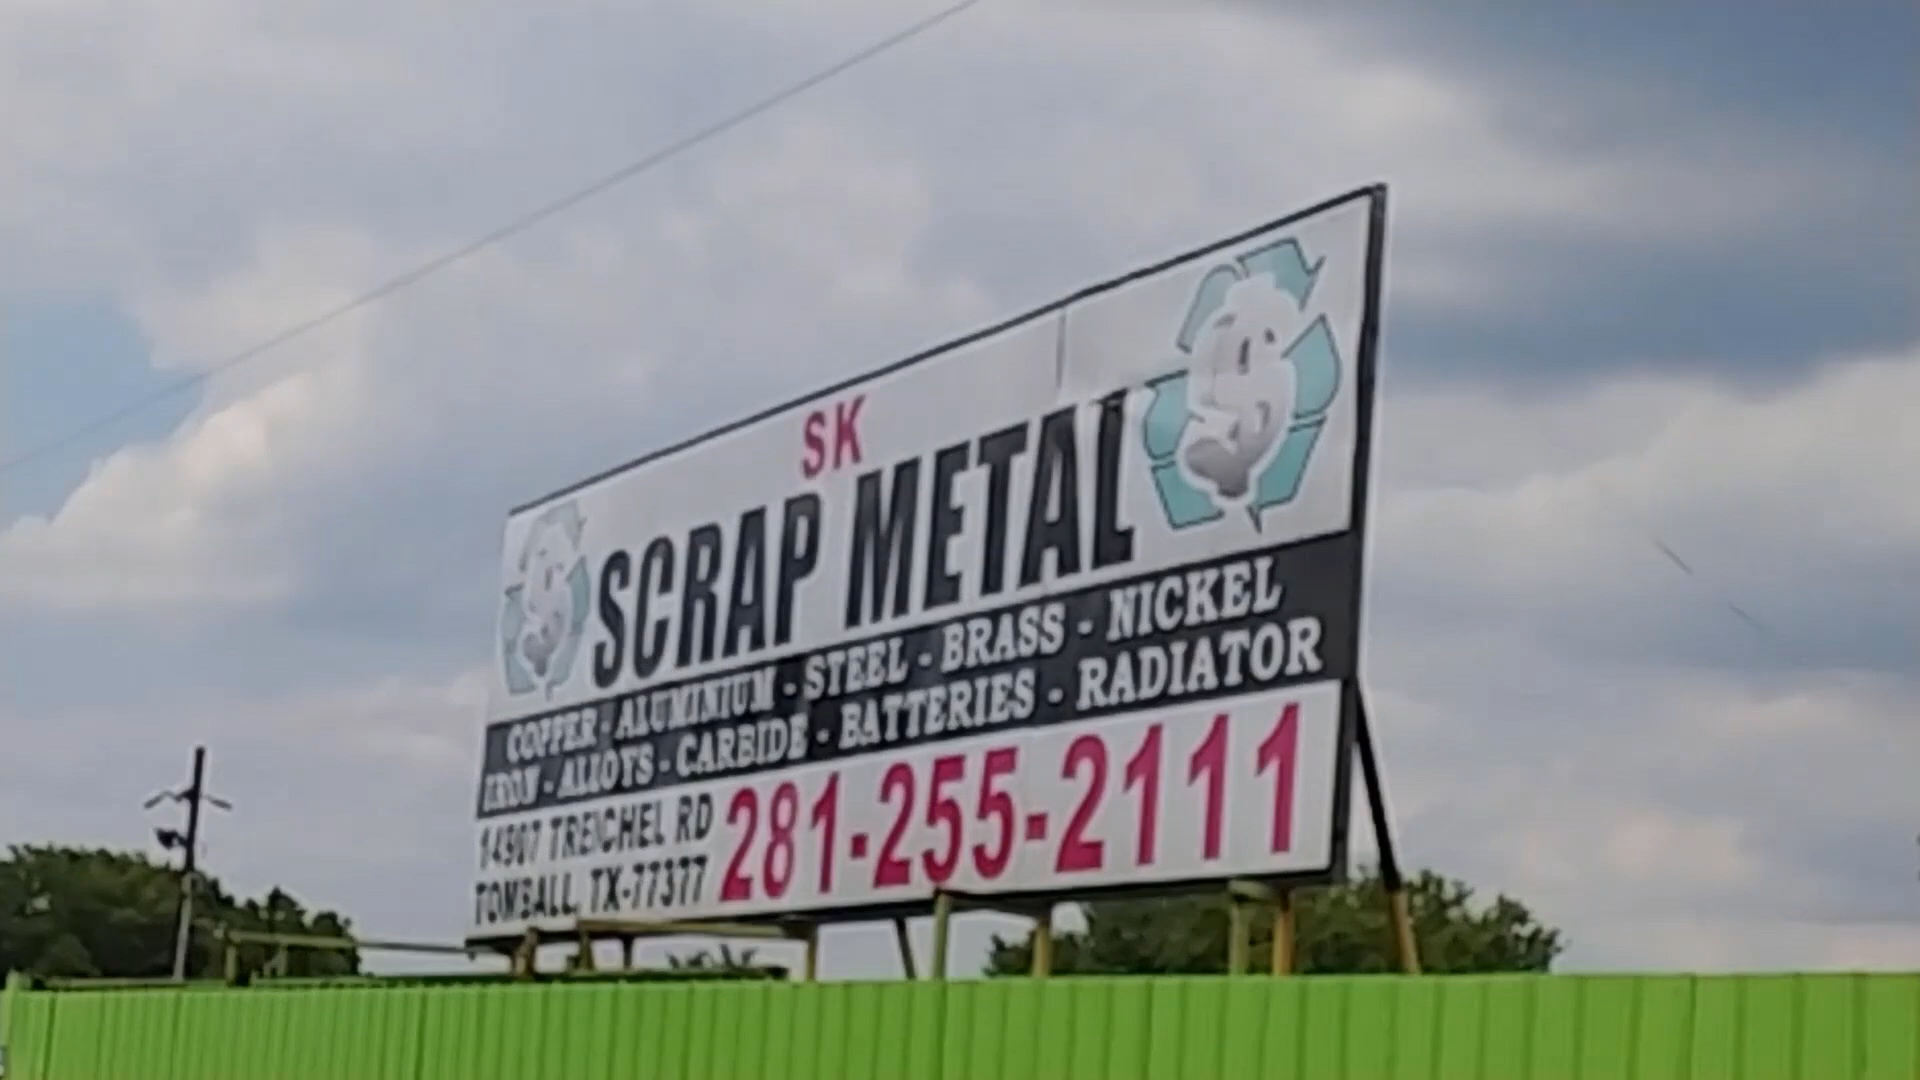 SK
SCRAP METAL
COPPER - ALUMINIUM - STEEL - BRASS - NICKEL
IRON - ALLOYS - CARBIDE - BATTERIES - RADIATOR
14907 TREICHEL RD
TOMBALL, TX-77377
281-255-2111